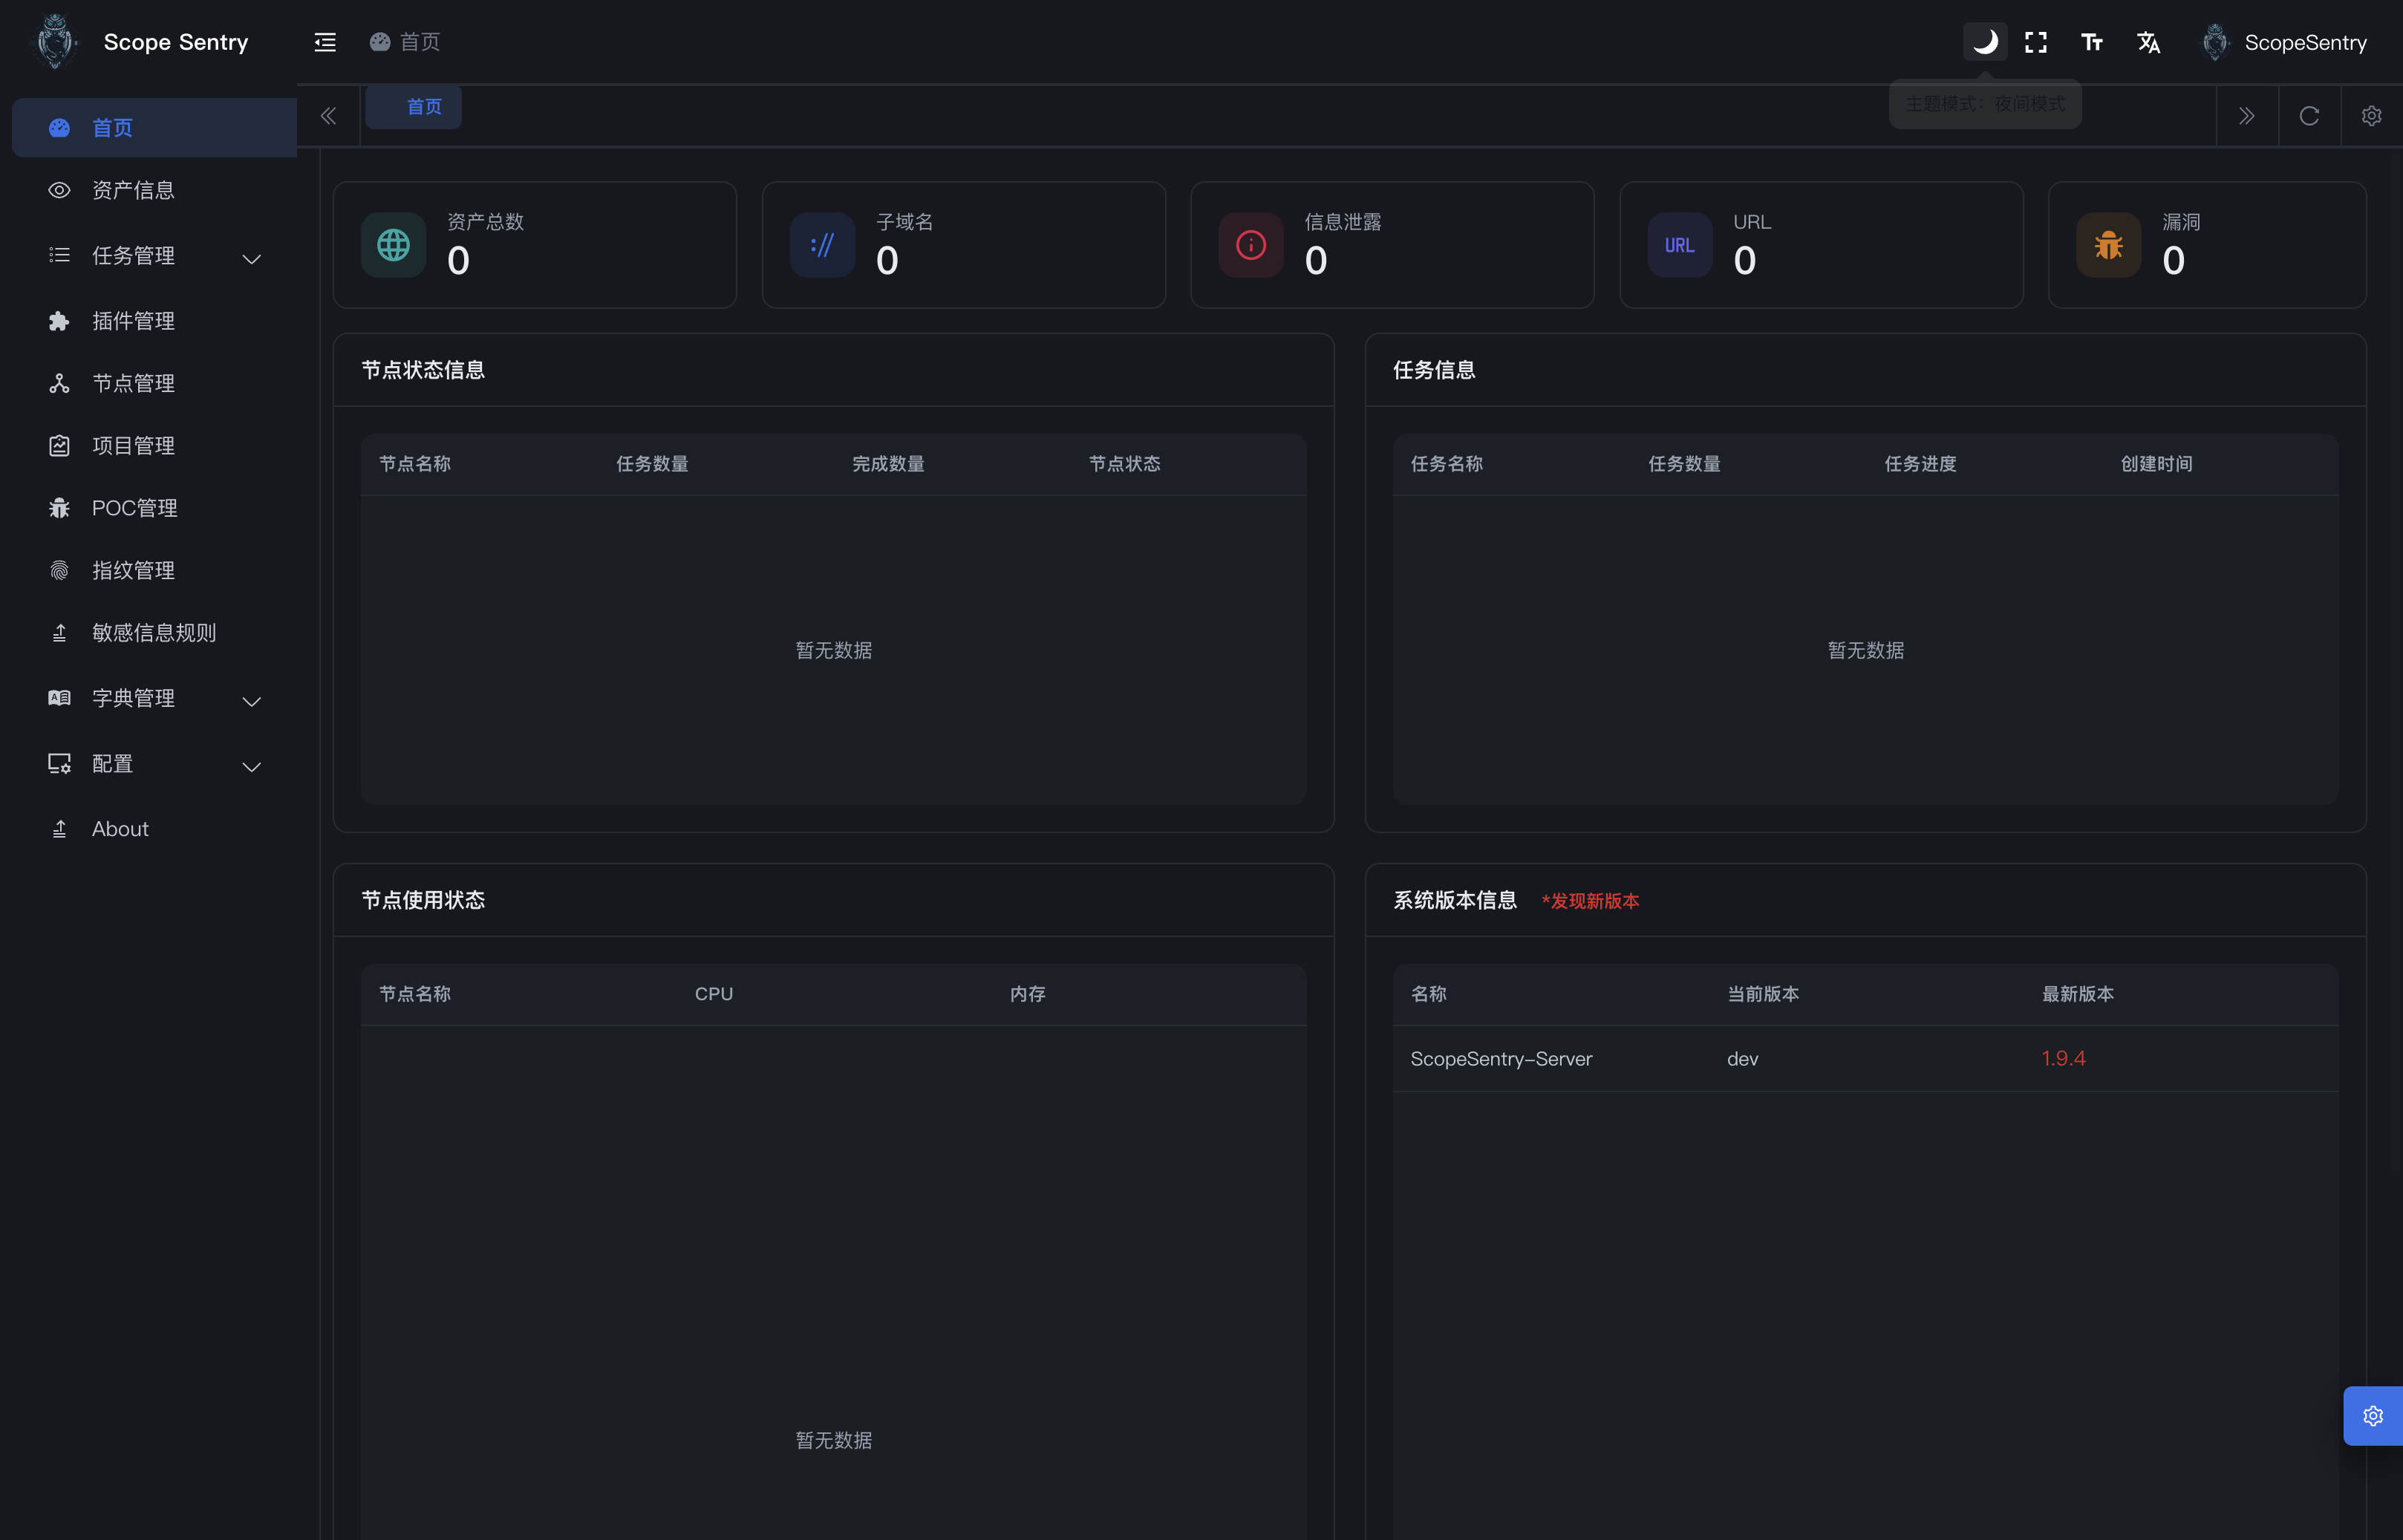 Scope Sentry
首页
ScopeSentry
首页
主题模式：夜间模式
首页
资产信息
任务管理
插件管理
节点管理
项目管理
POC管理
指纹管理
敏感信息规则
字典管理
配置
About
资产总数
0
://
子域名
0
信息泄露
0
URL
URL
0
漏洞
0
节点状态信息
节点名称 任务数量 完成数量 节点状态
暂无数据
任务信息
任务名称 任务数量 任务进度 创建时间
暂无数据
节点使用状态
节点名称 CPU 内存
暂无数据
系统版本信息 *发现新版本
名称 当前版本 最新版本
ScopeSentry-Server dev 1.9.4